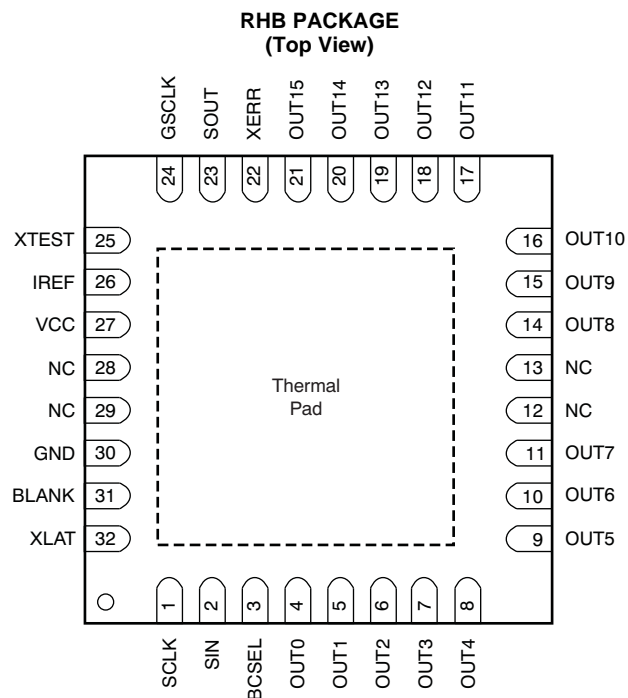 RHB PACKAGE
(Top View)
GSCLK
SOUT
XERR
OUT15
OUT14
OUT13
OUT12
OUT11
24
23
22
21
20
19
18
17
XTEST 25
IREF 26
VCC 27
NC 28
NC 29
GND 30
BLANK 31
XLAT 32
Thermal
Pad
16 OUT10
15 OUT9
14 OUT8
13 NC
12 NC
11 OUT7
10 OUT6
9 OUT5
1
2
3
4
5
6
7
8
SCLK
SIN
BCSEL
OUT0
OUT1
OUT2
OUT3
OUT4